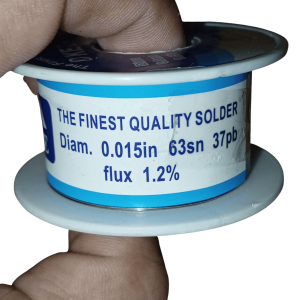 THE FINEST QUALITY SOLDER
Diam. 0.015in 63sn 37pb
flux 1.2%